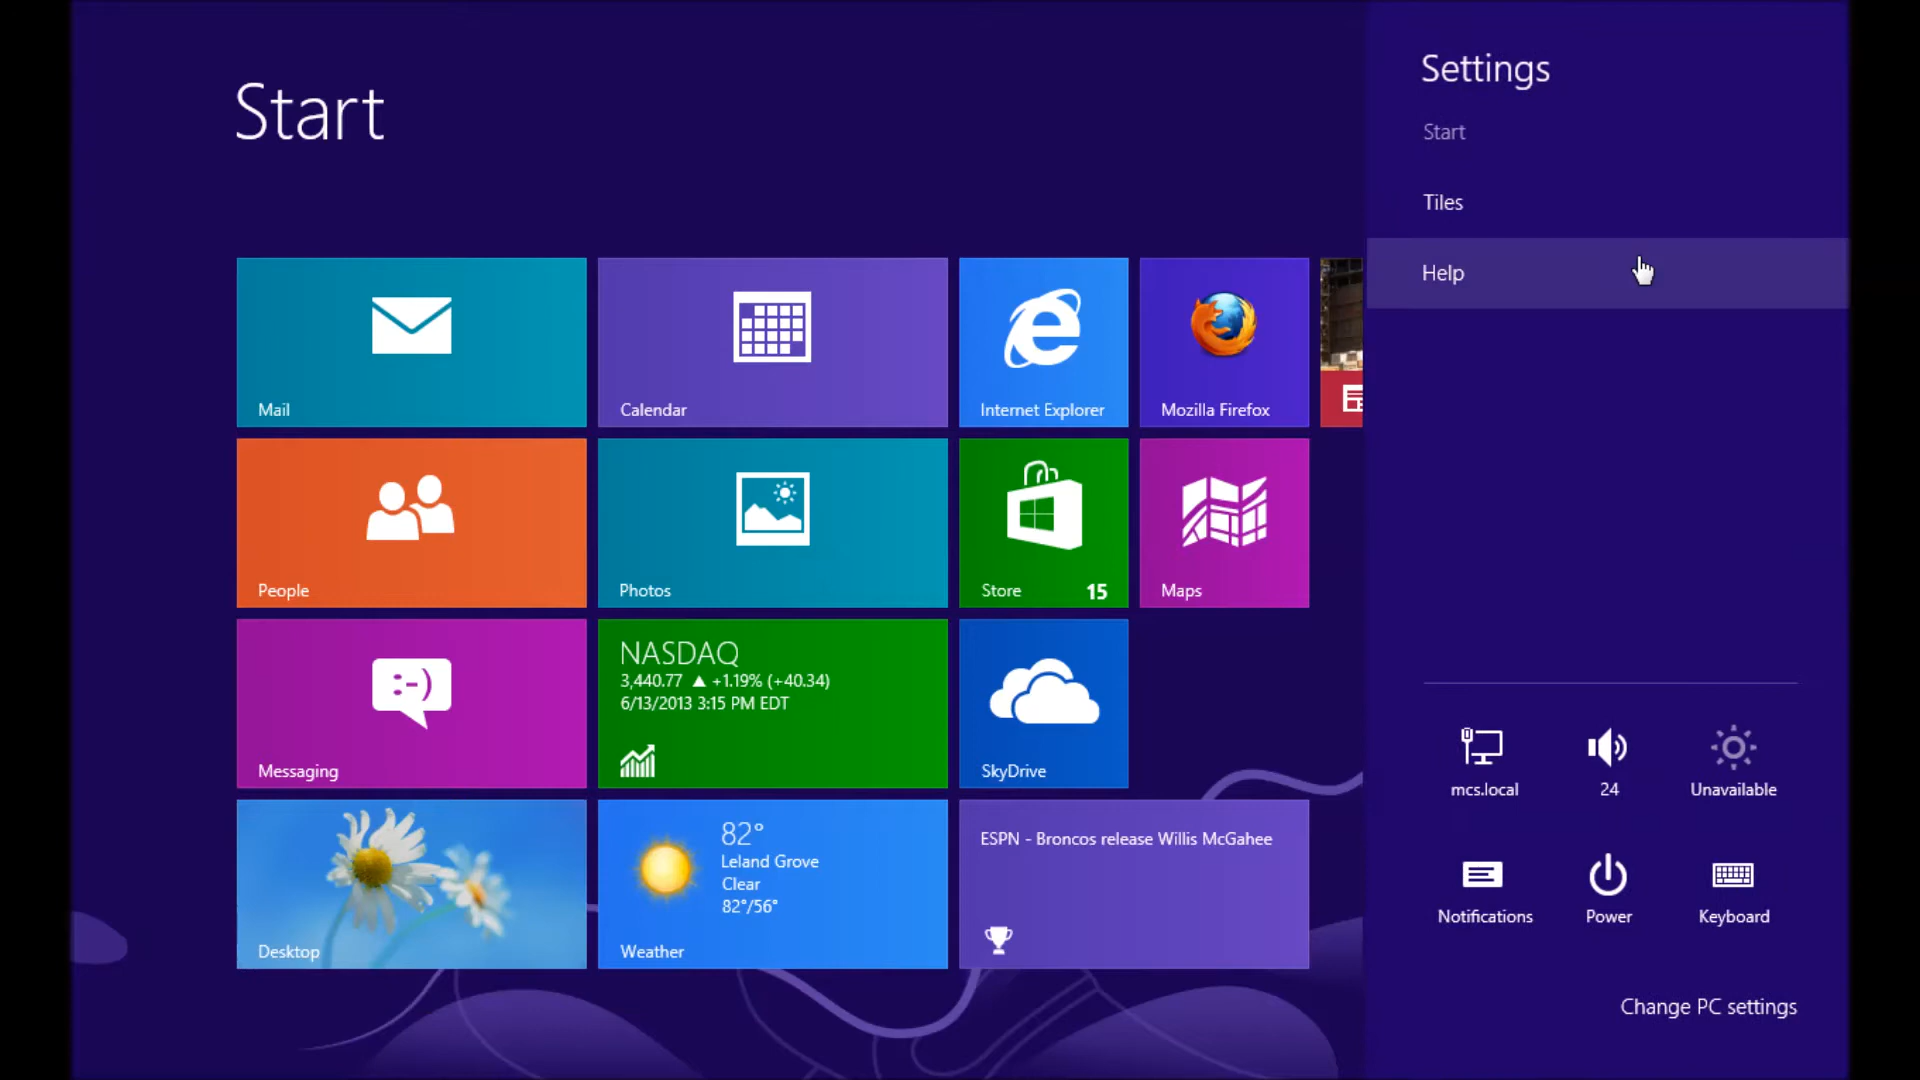 Start
Mail
Calendar
Internet Explorer
Mozilla Firefox
People
Photos
Store
15
Maps
Messaging
:-)
NASDAQ
3,440.77 ▲ +1.19% (+40.34)
6/13/2013 3:15 PM EDT
SkyDrive
Desktop
82°
Leland Grove
Clear
82°/56°
Weather
ESPN - Broncos release Willis McGahee
Settings
Start
Tiles
Help
mcs.local
24
Unavailable
Notifications
Power
Keyboard
Change PC settings